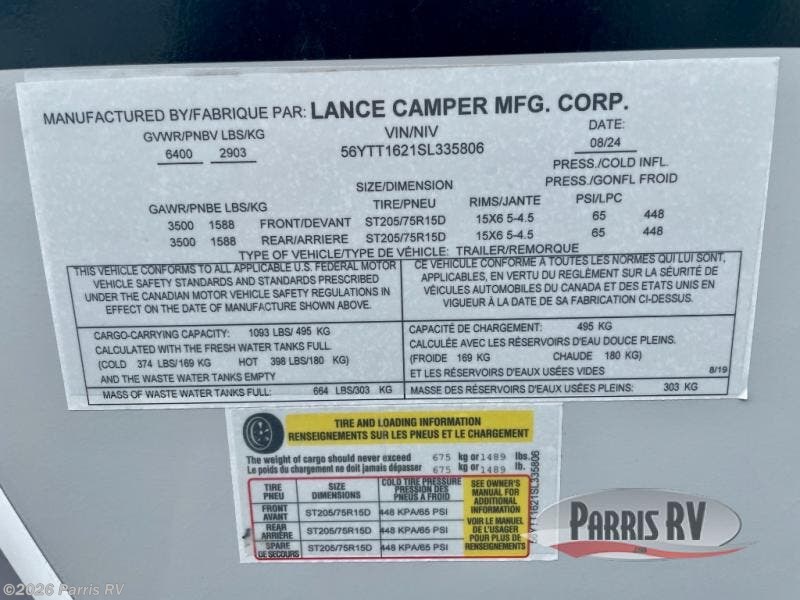 MANUFACTURED BY/FABRIQUE PAR: LANCE CAMPER MFG. CORP.
GVWR/PNBV LBS/KG VIN/NIV DATE:
6400 2903 56YTT1621SL335806 08/24
PRESS./COLD INFL.
PRESS./GONFL FROID
SIZE/DIMENSION
GAWR/PNBE LBS/KG TIRE/PNEU RIMS/JANTE PSI/LPC
3500 1588 FRONT/DEVANT ST205/75R15D 15X6 5-4.5 65 448
3500 1588 REAR/ARRIERE ST205/75R15D 15X6 5-4.5 65 448
TYPE OF VEHICLE/TYPE DE VÉHICLE: TRAILER/REMORQUE
THIS VEHICLE CONFORMS TO ALL APPLICABLE U.S. FEDERAL MOTOR
VEHICLE SAFETY STANDARDS AND STANDARDS PRESCRIBED
UNDER THE CANADIAN MOTOR VEHICLE SAFETY REGULATIONS IN
EFFECT ON THE DATE OF MANUFACTURE SHOWN ABOVE.
CE VÉHICULE CONFORME À TOUTES LES NORMES QUI LUI SONT,
APPLICABLES, EN VERTU DU REGLÈMENT SUR LA SÉCURITÉ DE
VÉICULES AUTOMOBILES DU CANADA ET DES ETATS UNIS EN
VIGUEUR À LA DATE DE SA FABRICATION CI-DESSUS.
CARGO-CARRYING CAPACITY: 1093 LBS/ 495 KG
CALCULATED WITH THE FRESH WATER TANKS FULL
(COLD 374 LBS/169 KG HOT 398 LBS/180 KG)
AND THE WASTE WATER TANKS EMPTY
MASS OF WASTE WATER TANKS FULL: 664 LBS/303 KG
CAPACITÉ DE CHARGEMENT: 495 KG
CALCULÉE AVEC LES RÉSERVOIRS D'EAU DOUCE PLEINS.
(FROIDE 169 KG CHAUDE 180 KG)
ET LES RÉSERVOIRS D'EAUX USÉES VIDES 8/19
MASSE DES RÉSERVOIRS D'EAUX USÉES PLEINS: 303 KG
TIRE AND LOADING INFORMATION
RENSEIGNEMENTS SUR LES PNEUS ET LE CHARGEMENT
The weight of cargo should never exceed 675 kg or 1489 lbs.
Le poids du chargement ne doit jamais dépasser 675 kg or 1489 lb.
TIRE SIZE COLD TIRE PRESSURE
PNEU DIMENSIONS PRESSION DES
PNEUS À FROID
FRONT
AVANT ST205/75R15D 448 KPA/65 PSI
REAR
ARRIÈRE ST205/75R15D 448 KPA/65 PSI
SPARE
DE SECOURS ST205/75R15D 448 KPA/65 PSI
SEE OWNER'S
MANUAL FOR
ADDITIONAL
INFORMATION
VOIR LE MANUEL
DE L'USAGER
POUR PLUS DE
RENSEIGNEMENTS
56YTT1621SL335806
PARRIS RV
©2026 Parris RV